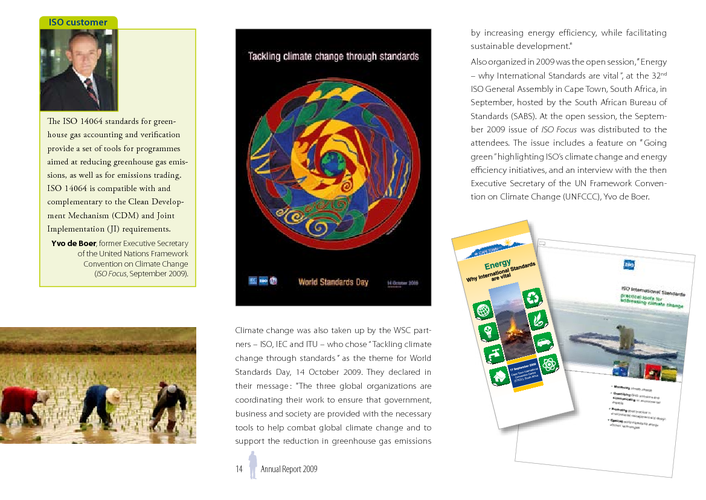 ISO customer
The ISO 14064 standards for green-
house gas accounting and verification
provide a set of tools for programmes
aimed at reducing greenhouse gas emis-
sions, as well as for emissions trading.
ISO 14064 is compatible with and
complementary to the Clean Develop-
ment Mechanism (CDM) and Joint
Implementation (JI) requirements.
Yvo de Boer, former Executive Secretary
of the United Nations Framework
Convention on Climate Change
(ISO Focus, September 2009).
Tackling climate change through standards
World Standards Day
14 October 2009
Climate change was also taken up by the WSC part-
ners – ISO, IEC and ITU – who chose “Tackling climate
change through standards” as the theme for World
Standards Day, 14 October 2009. They declared in
their message: “The three global organizations are
coordinating their work to ensure that government,
business and society are provided with the necessary
tools to help combat global climate change and to
support the reduction in greenhouse gas emissions
by increasing energy efficiency, while facilitating
sustainable development.”
Also organized in 2009 was the open session, “Energy
– why International Standards are vital”, at the 32nd
ISO General Assembly in Cape Town, South Africa, in
September, hosted by the South African Bureau of
Standards (SABS). At the open session, the Septem-
ber 2009 issue of ISO Focus was distributed to the
attendees. The issue includes a feature on “Going
green” highlighting ISO’s climate change and energy
efficiency initiatives, and an interview with the then
Executive Secretary of the UN Framework Conven-
tion on Climate Change (UNFCCC), Yvo de Boer.
Energy
Why International Standards
are vital
ISO
ISO International Standards
practical tools for
addressing climate change
14 Annual Report 2009